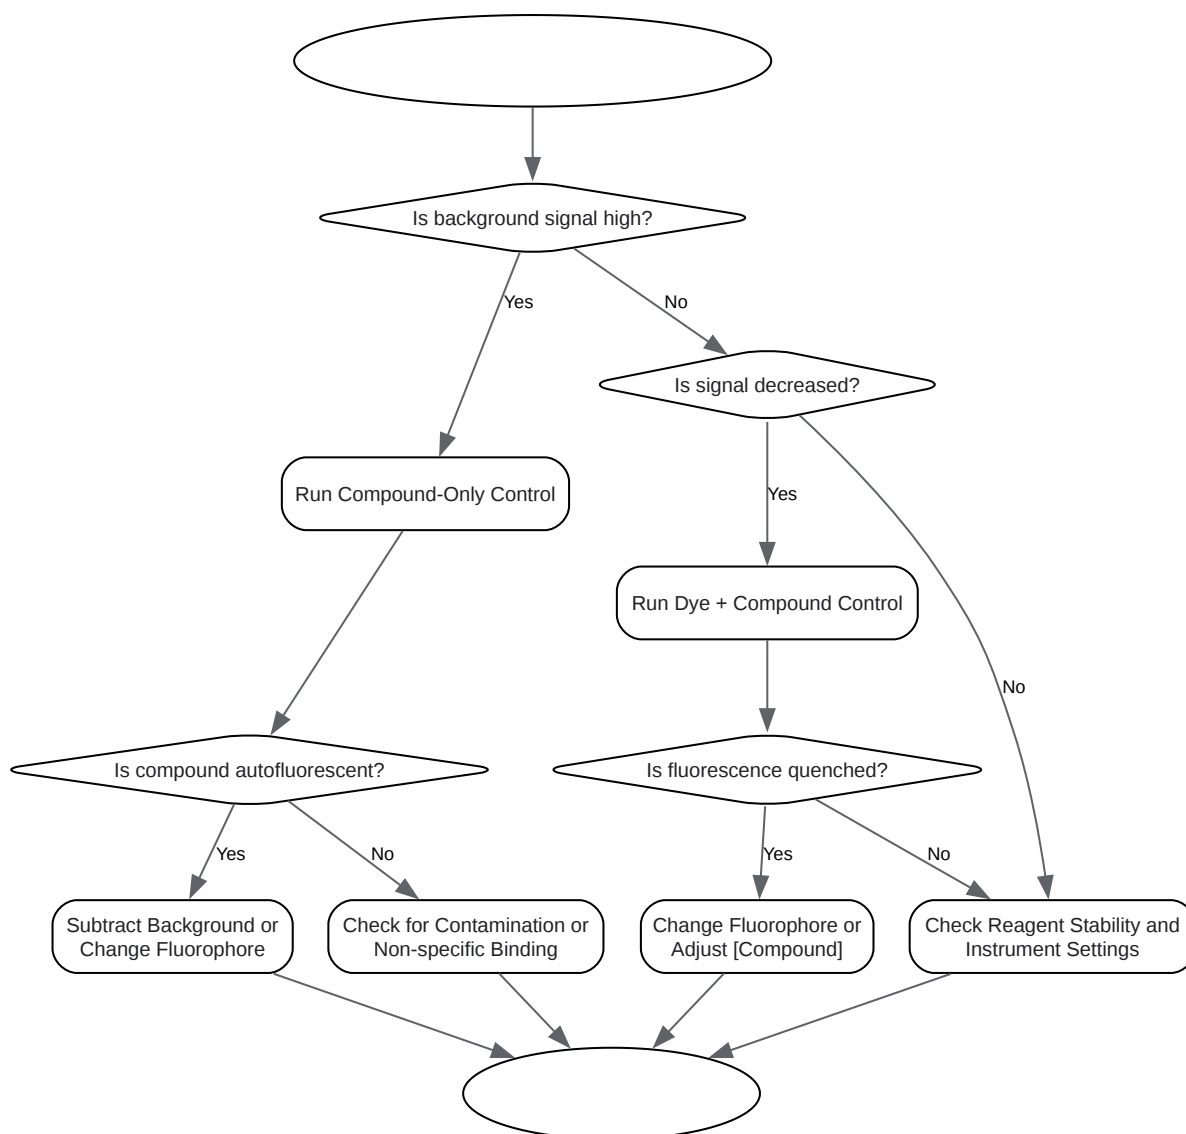 Is background signal high?
Yes
No
Is signal decreased?
Run Compound-Only Control
Yes
Run Dye + Compound Control
No
Is compound autofluorescent?
Is fluorescence quenched?
Yes
No
Yes
No
Subtract Background or
Change Fluorophore
Check for Contamination or
Non-specific Binding
Change Fluorophore or
Adjust [Compound]
Check Reagent Stability and
Instrument Settings